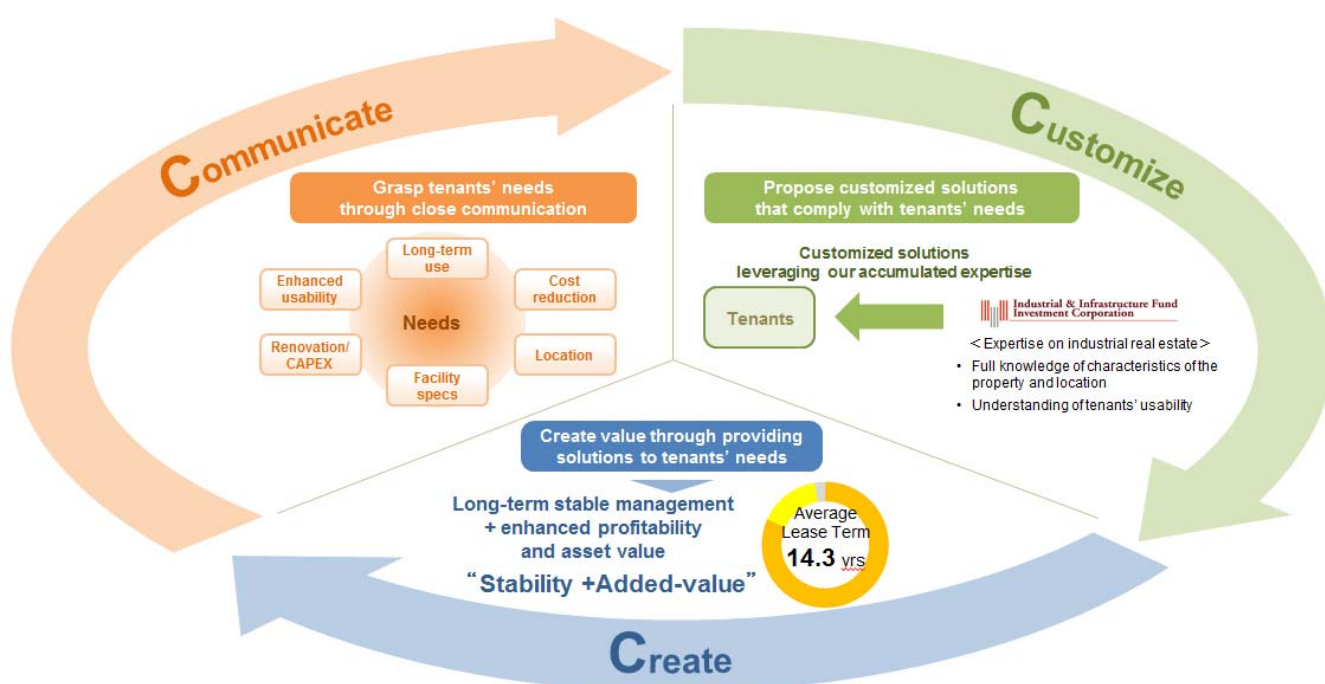 Communicate
Customize
Grasp tenants' needs
through close communication
Long-term
use
Enhanced
usability
Cost
reduction
Needs
Renovation/
CAPEX
Location
Facility
specs
Propose customized solutions
that comply with tenants' needs
Customized solutions
leveraging our accumulated expertise
Tenants
Industrial & Infrastructure Fund
Investment Corporation
＜Expertise on industrial real estate＞
• Full knowledge of characteristics of the
property and location
• Understanding of tenants' usability
Create value through providing
solutions to tenants' needs
Long-term stable management
+ enhanced profitability
and asset value
“Stability +Added-value”
Average
Lease Term
14.3 yrs
Create